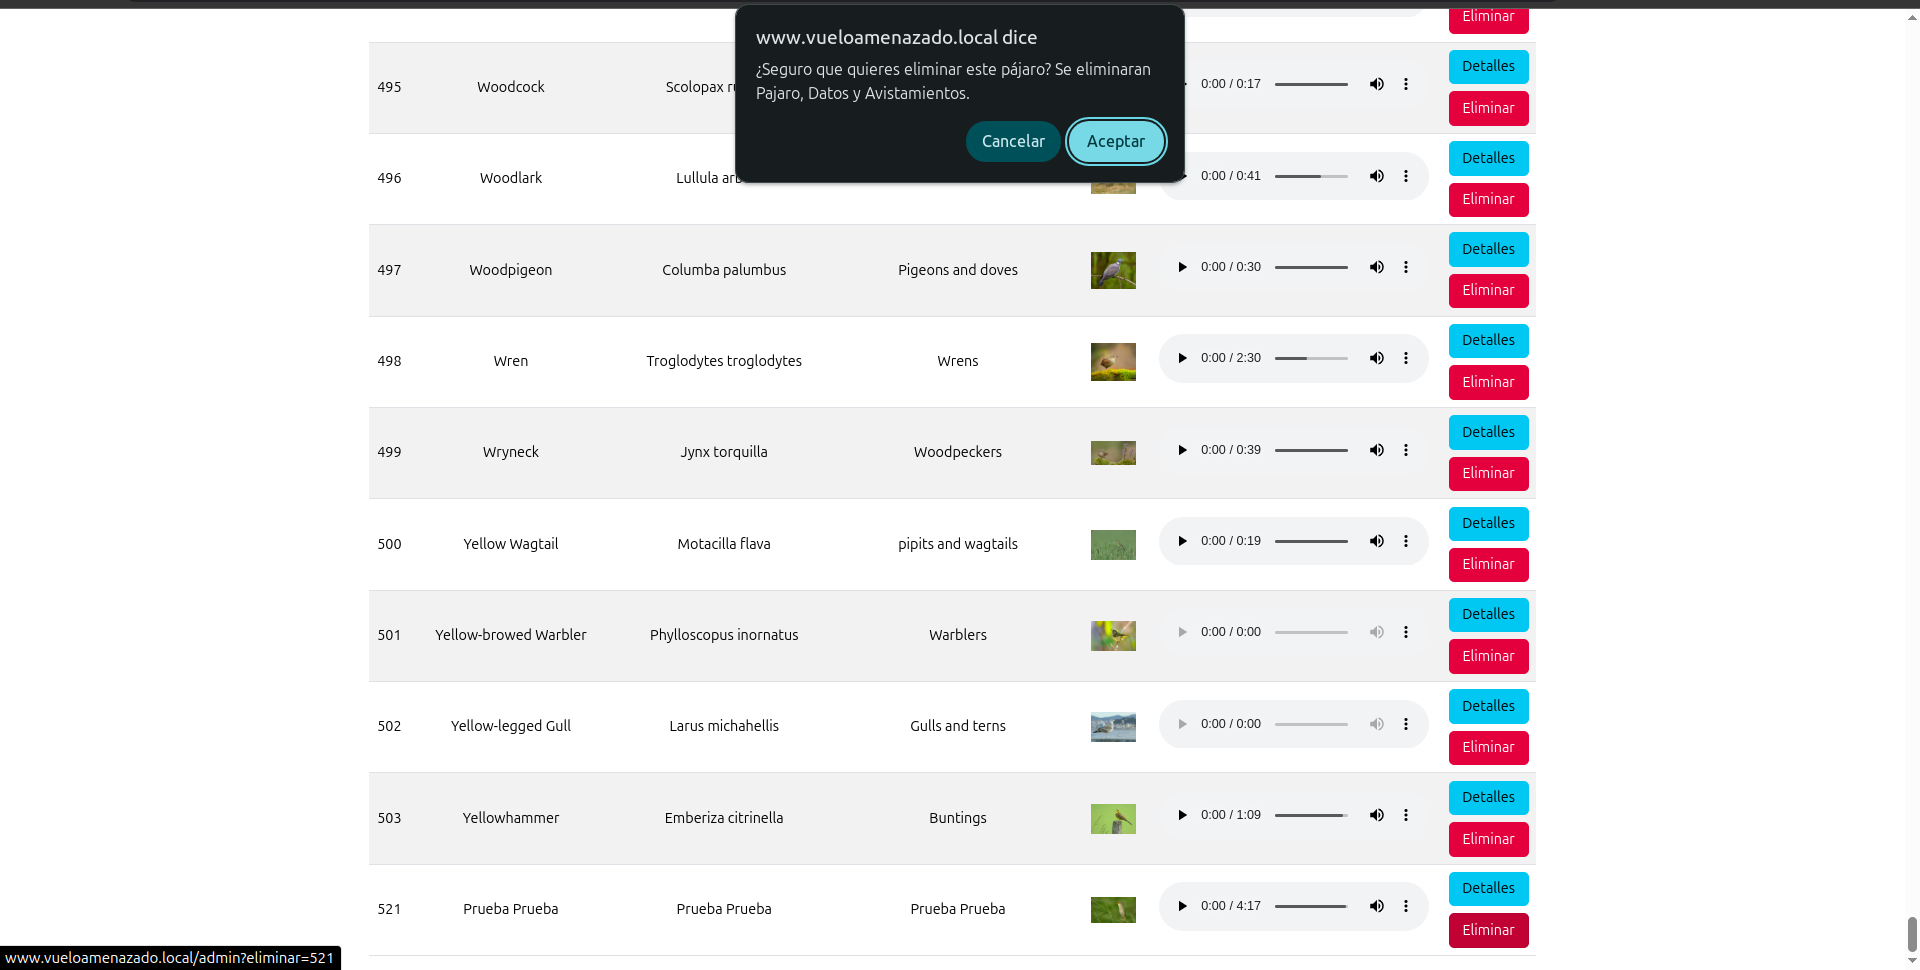 Eliminar
www.vueloamenazado.local dice
¿Seguro que quieres eliminar este pájaro? Se eliminaran
Pajaro, Datos y Avistamientos.
Cancelar Aceptar
495 Woodcock Scolopax 0:00 / 0:17 Detalles
Eliminar
496 Woodlark Lullula 0:00 / 0:41 Detalles
Eliminar
497 Woodpigeon Columba palumbus Pigeons and doves 0:00 / 0:30 Detalles
Eliminar
498 Wren Troglodytes troglodytes Wrens 0:00 / 2:30 Detalles
Eliminar
499 Wryneck Jynx torquilla Woodpeckers 0:00 / 0:39 Detalles
Eliminar
500 Yellow Wagtail Motacilla flava pipits and wagtails 0:00 / 0:19 Detalles
Eliminar
501 Yellow-browed Warbler Phylloscopus inornatus Warblers 0:00 / 0:00 Detalles
Eliminar
502 Yellow-legged Gull Larus michahellis Gulls and terns 0:00 / 0:00 Detalles
Eliminar
503 Yellowhammer Emberiza citrinella Buntings 0:00 / 1:09 Detalles
Eliminar
521 Prueba Prueba Prueba Prueba Prueba Prueba 0:00 / 4:17 Detalles
Eliminar
www.vueloamenazado.local/admin?eliminar=521